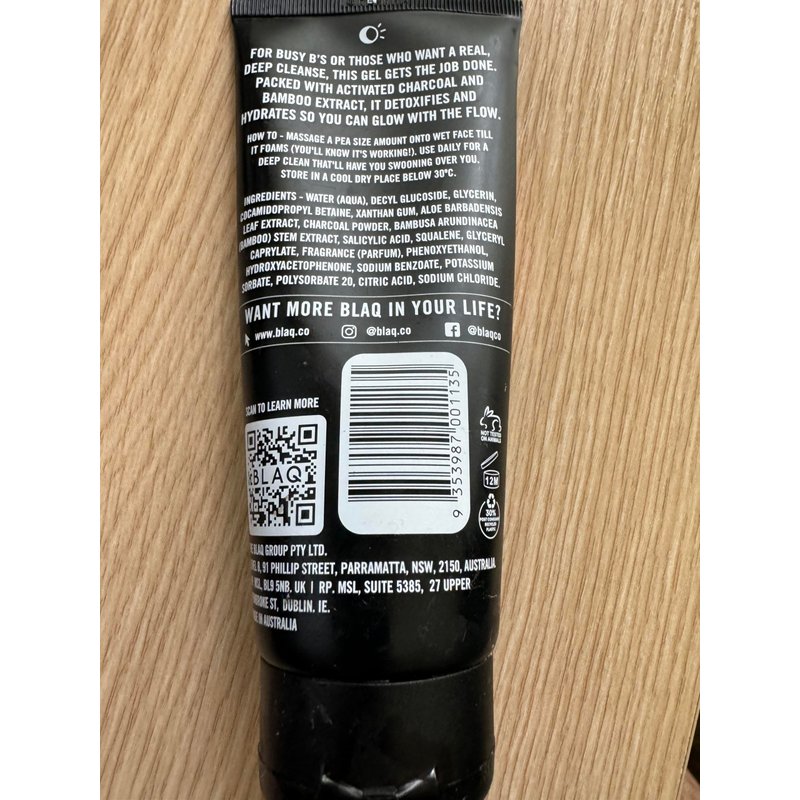 FOR BUSY B'S OR THOSE WHO WANT A REAL,
DEEP CLEANSE, THIS GEL GETS THE JOB DONE.
PACKED WITH ACTIVATED CHARCOAL AND
BAMBOO EXTRACT, IT DETOXIFIES AND
HYDRATES SO YOU CAN GLOW WITH THE FLOW.
HOW TO - MASSAGE A PEA SIZE AMOUNT ONTO WET FACE TILL
IT FOAMS (YOU'LL KNOW IT'S WORKING!). USE DAILY FOR A
DEEP CLEAN THAT'LL HAVE YOU SWOONING OVER YOU.
STORE IN A COOL DRY PLACE BELOW 30°C.
INGREDIENTS - WATER (AQUA), DECYL GLUCOSIDE, GLYCERIN,
COCAMIDOPROPYL BETAINE, XANTHAN GUM, ALOE BARBADENSIS
LEAF EXTRACT, CHARCOAL POWDER, BAMBUSA ARUNDINACEA
(BAMBOO) STEM EXTRACT, SALICYLIC ACID, SQUALENE, GLYCERYL
CAPRYLATE, FRAGRANCE (PARFUM), PHENOXYETHANOL,
HYDROXYACETOPHENONE, SODIUM BENZOATE, POTASSIUM
SORBATE, POLYSORBATE 20, CITRIC ACID, SODIUM CHLORIDE.
WANT MORE BLAQ IN YOUR LIFE?
www.blaq.co @blaq.co @blaqco
SCAN TO LEARN MORE
BLAQ
9 353987 001135
NOT TESTED
ON ANIMALS
12M
30%
POST CONSUMER
RECYCLED
PLASTIC
BLAQ GROUP PTY LTD.
8, 91 PHILLIP STREET, PARRAMATTA, NSW, 2150, AUSTRALIA.
MSL, BL9 5NB, UK | RP. MSL, SUITE 5385, 27 UPPER
ST, DUBLIN. IE.
IN AUSTRALIA